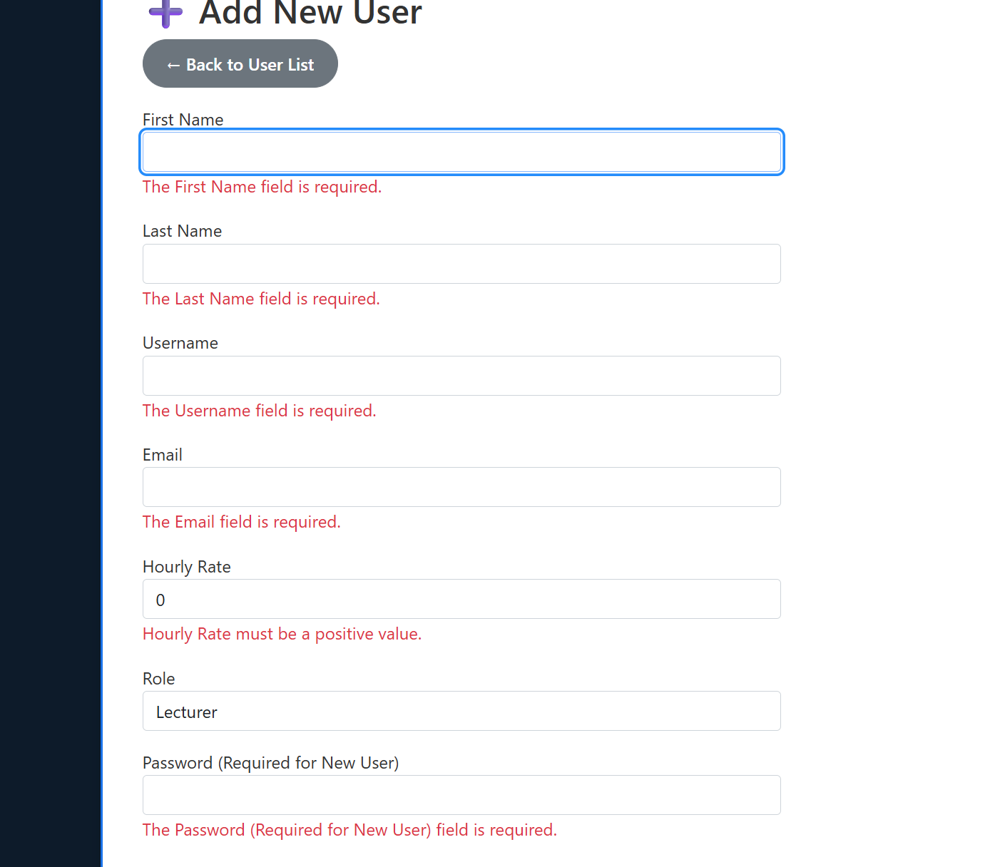 Add New User
← Back to User List
First Name
The First Name field is required.
Last Name
The Last Name field is required.
Username
The Username field is required.
Email
The Email field is required.
Hourly Rate
0
Hourly Rate must be a positive value.
Role
Lecturer
Password (Required for New User)
The Password (Required for New User) field is required.